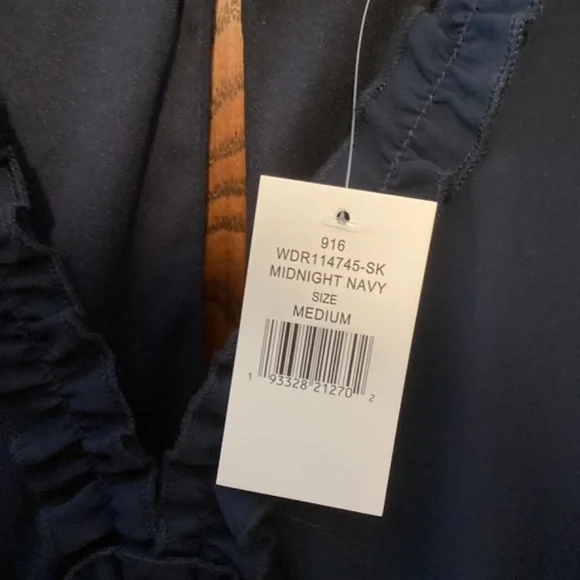 916
WDR114745-SK
MIDNIGHT NAVY
SIZE
MEDIUM
1 93328 21270 2